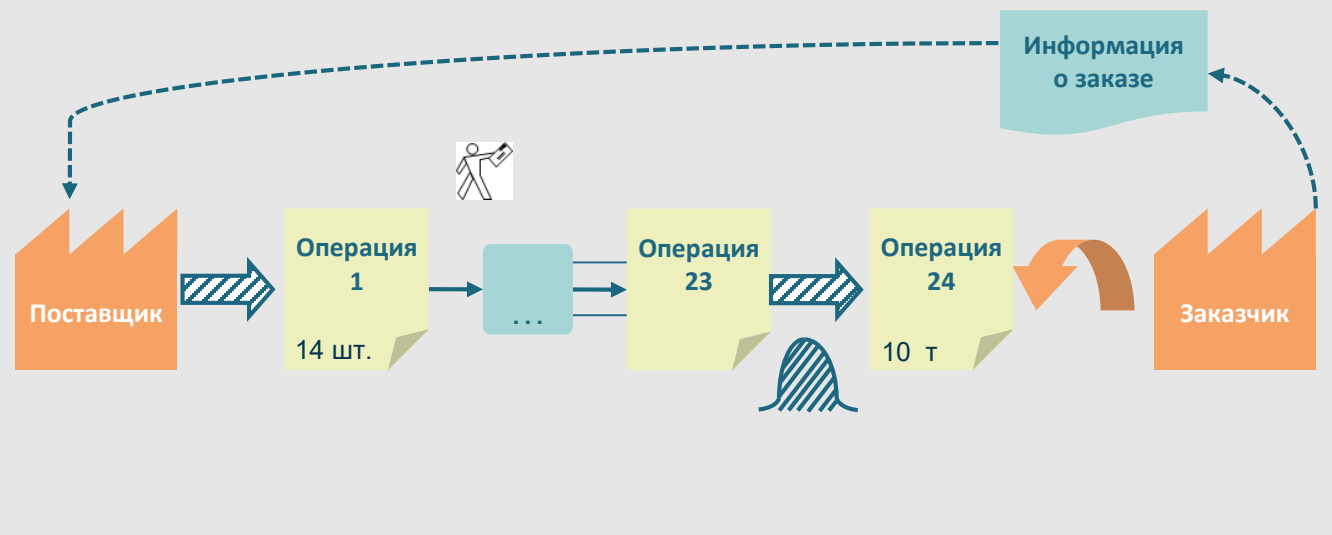 Информация
о заказе
Поставщик
Операция
1
14 шт.
...
Операция
23
Операция
24
10 т
Заказчик